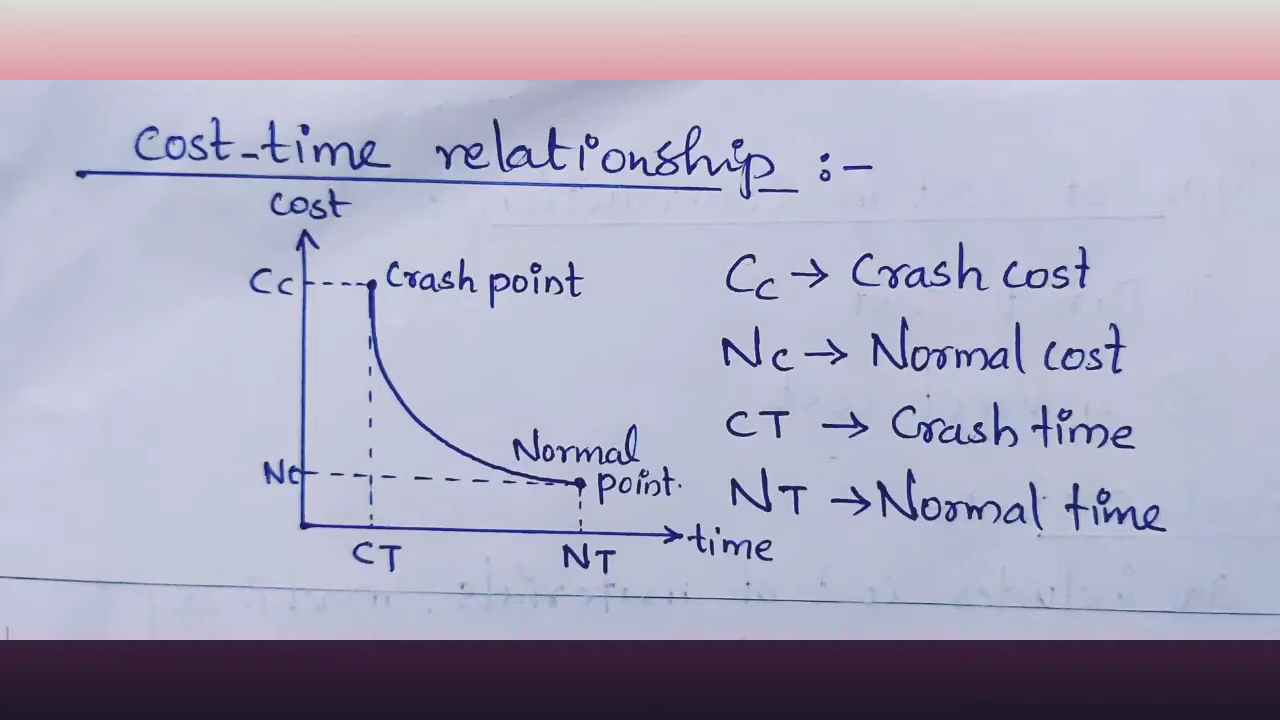 Cost-time relationship :-
Cost
Cc Crash point
Nc Normal
point.
CT NT time
Cc → Crash cost
Nc → Normal cost
CT → Crash time
NT → Normal time